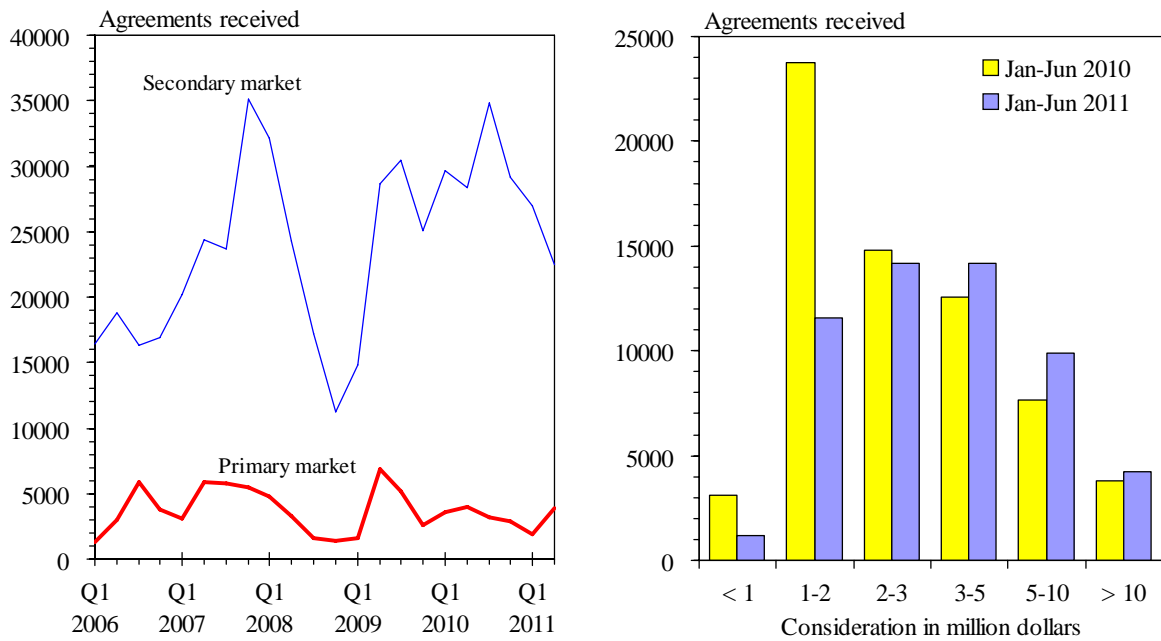 Agreements received
40000
35000
30000
25000
20000
15000
10000
5000
0
Secondary market
Primary market
Q1 Q1 Q1 Q1 Q1 Q1
2006 2007 2008 2009 2010 2011
Agreements received
25000
20000
15000
10000
5000
0
Jan-Jun 2010
Jan-Jun 2011
< 1 1-2 2-3 3-5 5-10 > 10
Consideration in million dollars